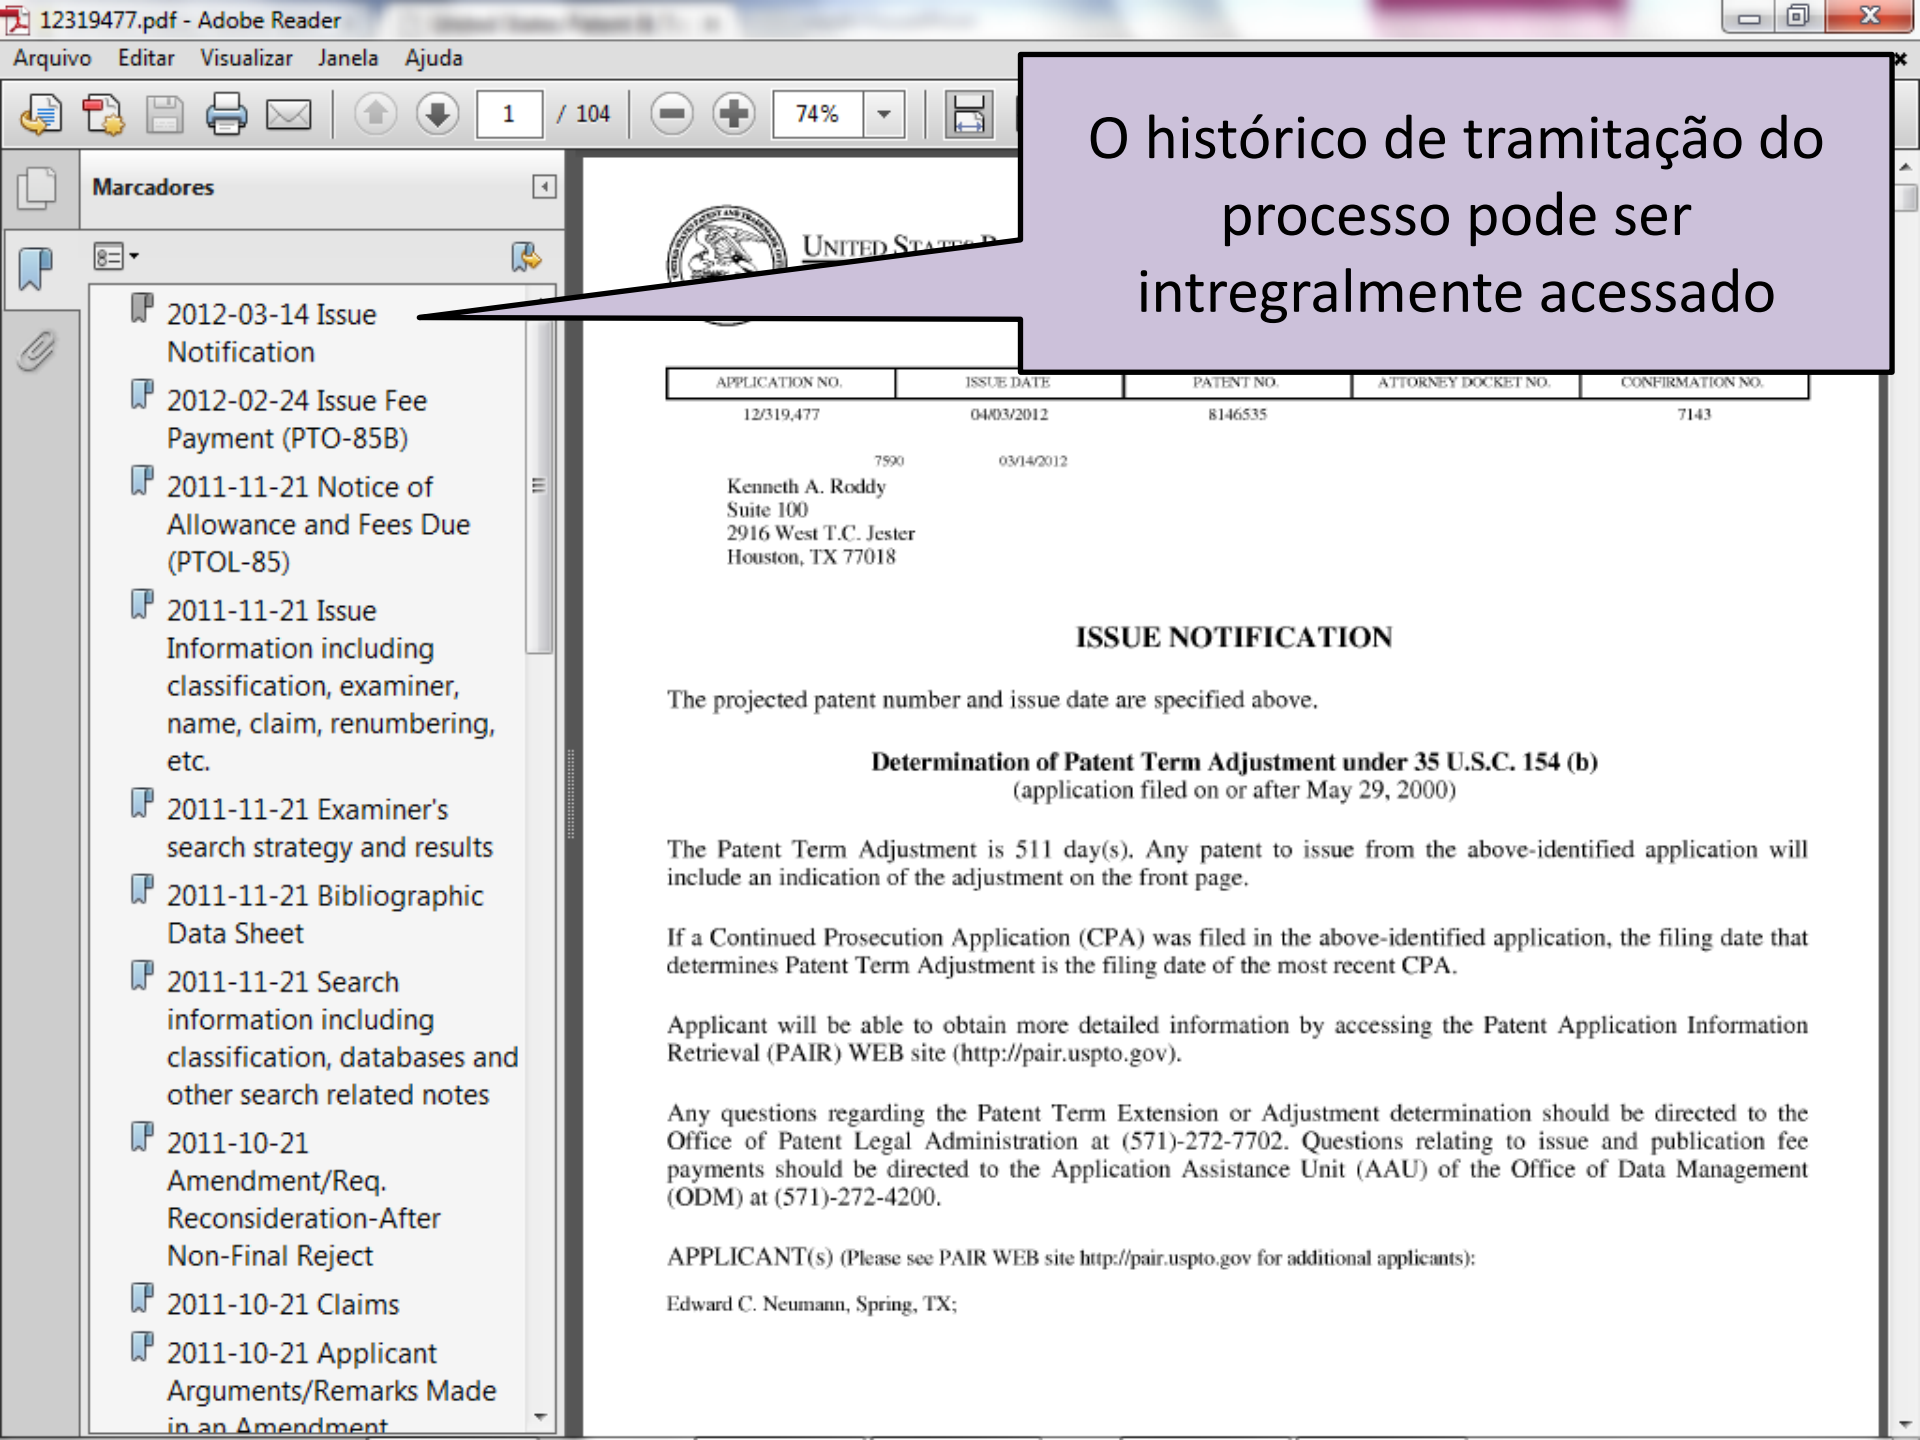 12319477.pdf - Adobe Reader
Arquivo Editar Visualizar Janela Ajuda
1 / 104
74%
O histórico de tramitação do
processo pode ser
intregralmente acessado
Marcadores
2012-03-14 Issue
Notification
2012-02-24 Issue Fee
Payment (PTO-85B)
2011-11-21 Notice of
Allowance and Fees Due
(PTOL-85)
2011-11-21 Issue
Information including
classification, examiner,
name, claim, renumbering,
etc.
2011-11-21 Examiner's
search strategy and results
2011-11-21 Bibliographic
Data Sheet
2011-11-21 Search
information including
classification, databases and
other search related notes
2011-10-21
Amendment/Req.
Reconsideration-After
Non-Final Reject
2011-10-21 Claims
2011-10-21 Applicant
Arguments/Remarks Made
in an Amendment
UNITED STATES
APPLICATION NO. ISSUE DATE PATENT NO. ATTORNEY DOCKET NO. CONFIRMATION NO.
12/319,477 04/03/2012 8146535 7143
7590 03/14/2012
Kenneth A. Roddy
Suite 100
2916 West T.C. Jester
Houston, TX 77018
ISSUE NOTIFICATION
The projected patent number and issue date are specified above.
Determination of Patent Term Adjustment under 35 U.S.C. 154 (b)
(application filed on or after May 29, 2000)
The Patent Term Adjustment is 511 day(s). Any patent to issue from the above-identified application will
include an indication of the adjustment on the front page.
If a Continued Prosecution Application (CPA) was filed in the above-identified application, the filing date that
determines Patent Term Adjustment is the filing date of the most recent CPA.
Applicant will be able to obtain more detailed information by accessing the Patent Application Information
Retrieval (PAIR) WEB site (http://pair.uspto.gov).
Any questions regarding the Patent Term Extension or Adjustment determination should be directed to the
Office of Patent Legal Administration at (571)-272-7702. Questions relating to issue and publication fee
payments should be directed to the Application Assistance Unit (AAU) of the Office of Data Management
(ODM) at (571)-272-4200.
APPLICANT(s) (Please see PAIR WEB site http://pair.uspto.gov for additional applicants):
Edward C. Neumann, Spring, TX;